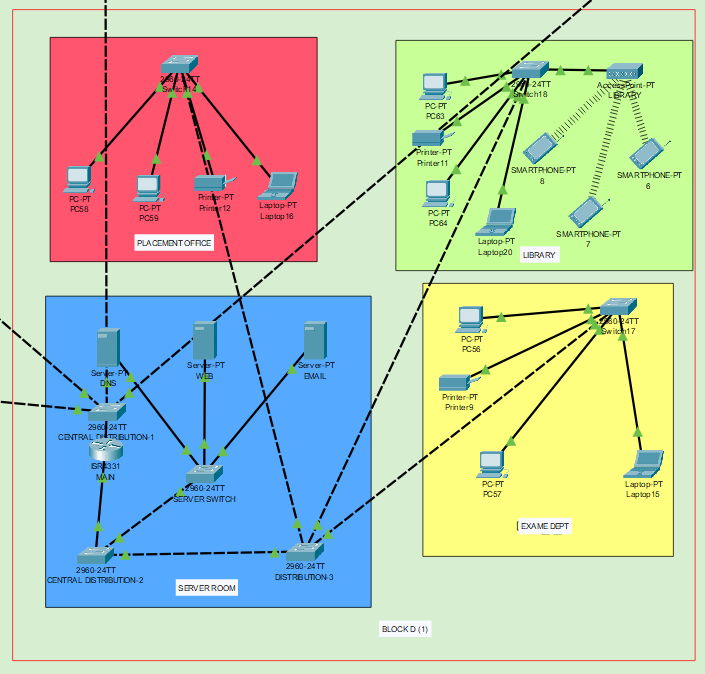 2960-24TT
Switch14
PC-PT
PC58
PC-PT
PC59
Printer-PT
Printer12
Laptop-PT
Laptop16
PLACEMENT OFFICE
2960-24TT
Switch18
AccessPoint-PT
LIBRARY
PC-PT
PC63
Printer-PT
Printer11
SMARTPHONE-PT
8
SMARTPHONE-PT
6
PC-PT
PC64
SMARTPHONE-PT
7
Laptop-PT
Laptop20
LIBRARY
Server-PT
DNS
Server-PT
WEB
Server-PT
EMAIL
2960-24TT
CENTRAL DISTRIBUTION-1
ISR4331
MAIN
2960-24TT
SERVER SWITCH
2960-24TT
CENTRAL DISTRIBUTION-2
2960-24TT
DISTRIBUTION-3
SERVER ROOM
2960-24TT
Switch17
PC-PT
PC56
Printer-PT
Printer9
PC-PT
PC57
Laptop-PT
Laptop15
EXAME DEPT
BLOCK D (1)